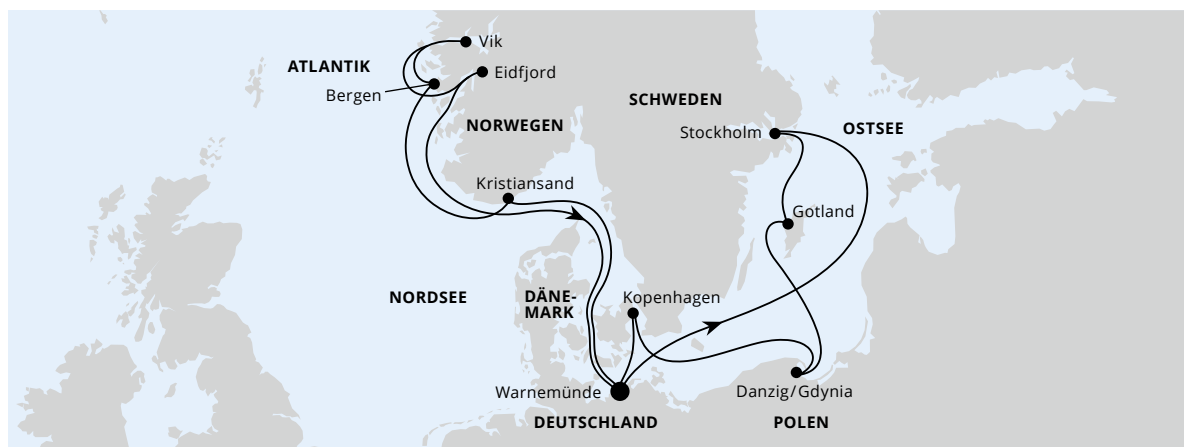 Vik
ATLANTIK
Eidfjord
Bergen
SCHWEDEN
NORWEGEN
OSTSEE
Stockholm
Kristiansand
Gotland
NORDSEE
DÄNE-
MARK
Kopenhagen
Warnemünde
Danzig/Gdynia
DEUTSCHLAND
POLEN